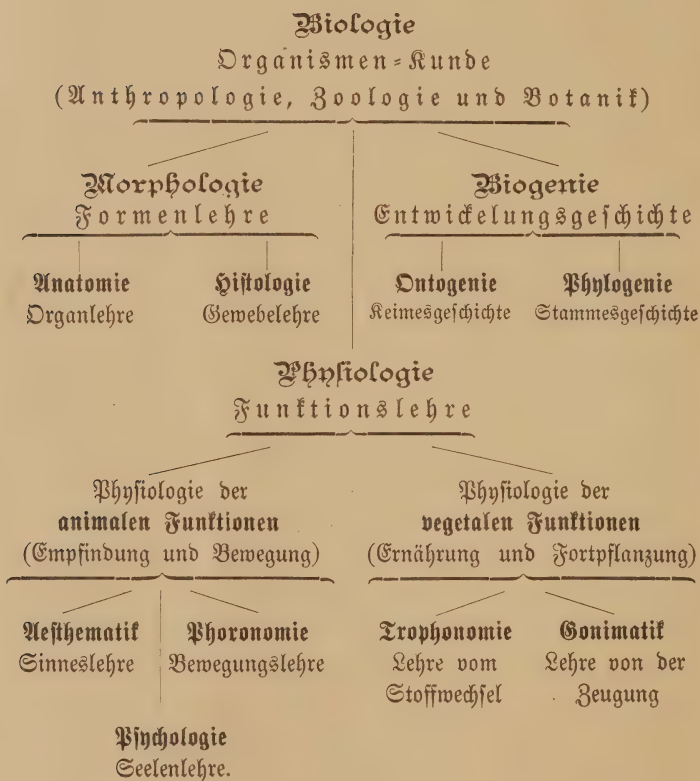 Biologie
Organismen-Kunde
(Anthropologie, Zoologie und Botanik)
Morphologie
Formenlehre
Biogenie
Entwickelungsgeschichte
Anatomie
Organlehre
Histologie
Gewebelehre
Ontogenie
Keimesgeschichte
Phylogenie
Stammesgeschichte
Physiologie
Funktionslehre
Physiologie der
animalen Funktionen
(Empfindung und Bewegung)
Physiologie der
vegetalen Funktionen
(Ernährung und Fortpflanzung)
Aesthematik
Sinneslehre
Phoronomie
Bewegungslehre
Trophonomie
Lehre vom
Stoffwechsel
Gonimatik
Lehre von der
Zeugung
Psychologie
Seelenlehre.